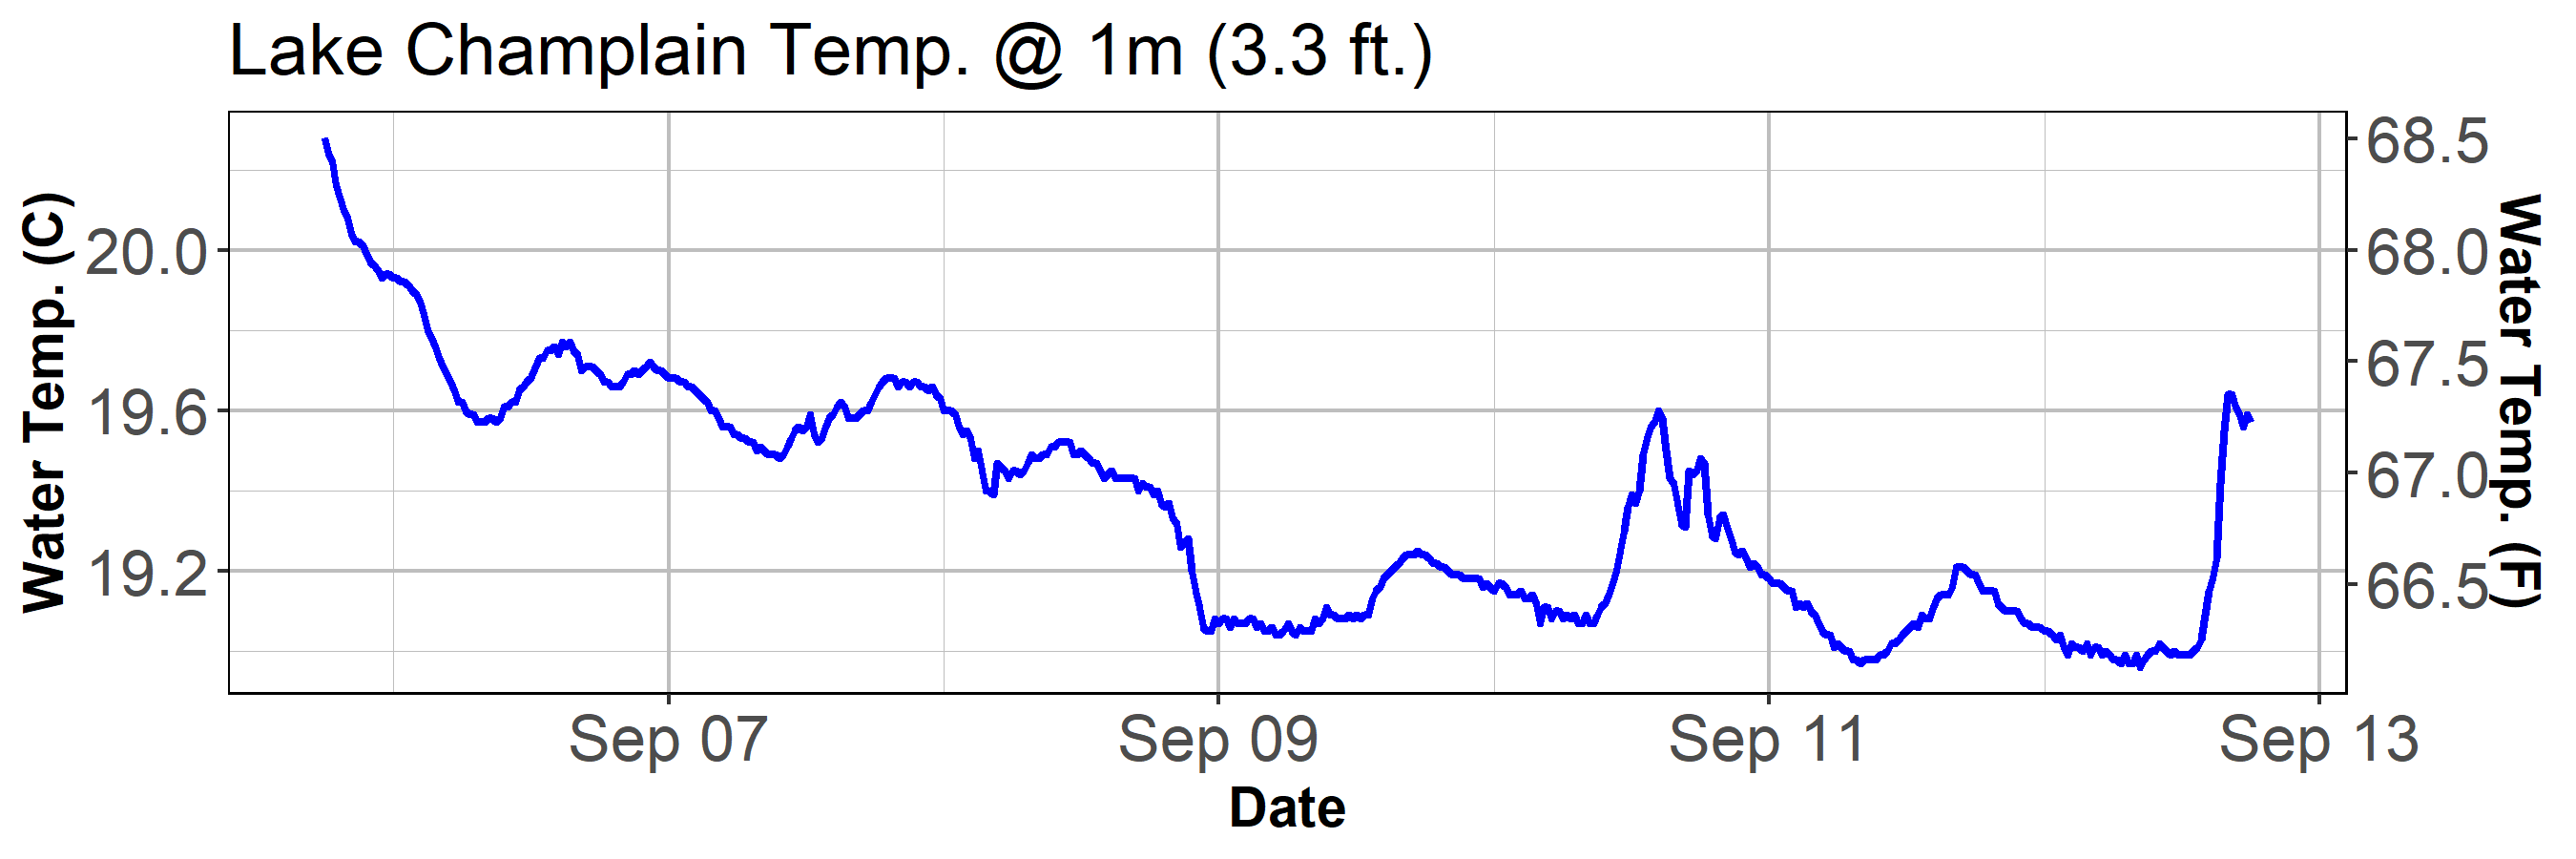 Lake Champlain Temp. @ 1m (3.3 ft.)
Water Temp. (C)
20.0
19.6
19.2
68.5
68.0
67.5
67.0
66.5
Water Temp. (F)
Sep 07 Sep 09 Sep 11 Sep 13
Date